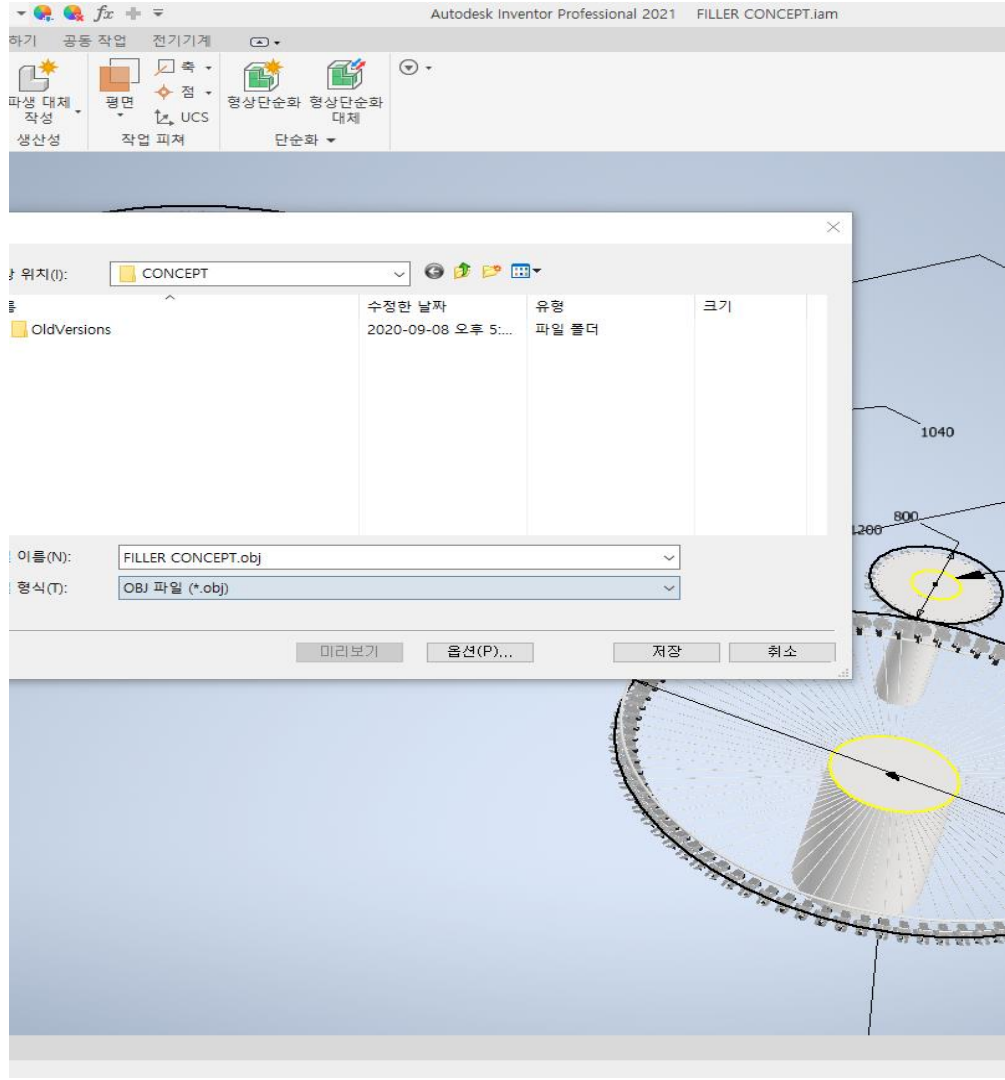 fx
Autodesk Inventor Professional 2021 FILLER CONCEPT.iam
하기 공동 작업 전기기계
파생 대체 작성
평면
축
점
UCS
형상단순화
형상단순화 대체
생산성 작업 피쳐 단순화
위치(I): CONCEPT
수정한 날짜 유형 크기
OldVersions 2020-09-08 오후 5:... 파일 폴더
1040
800
1200
이름(N): FILLER CONCEPT.obj
형식(T): OBJ 파일 (*.obj)
미리보기 옵션(P)... 저장 취소